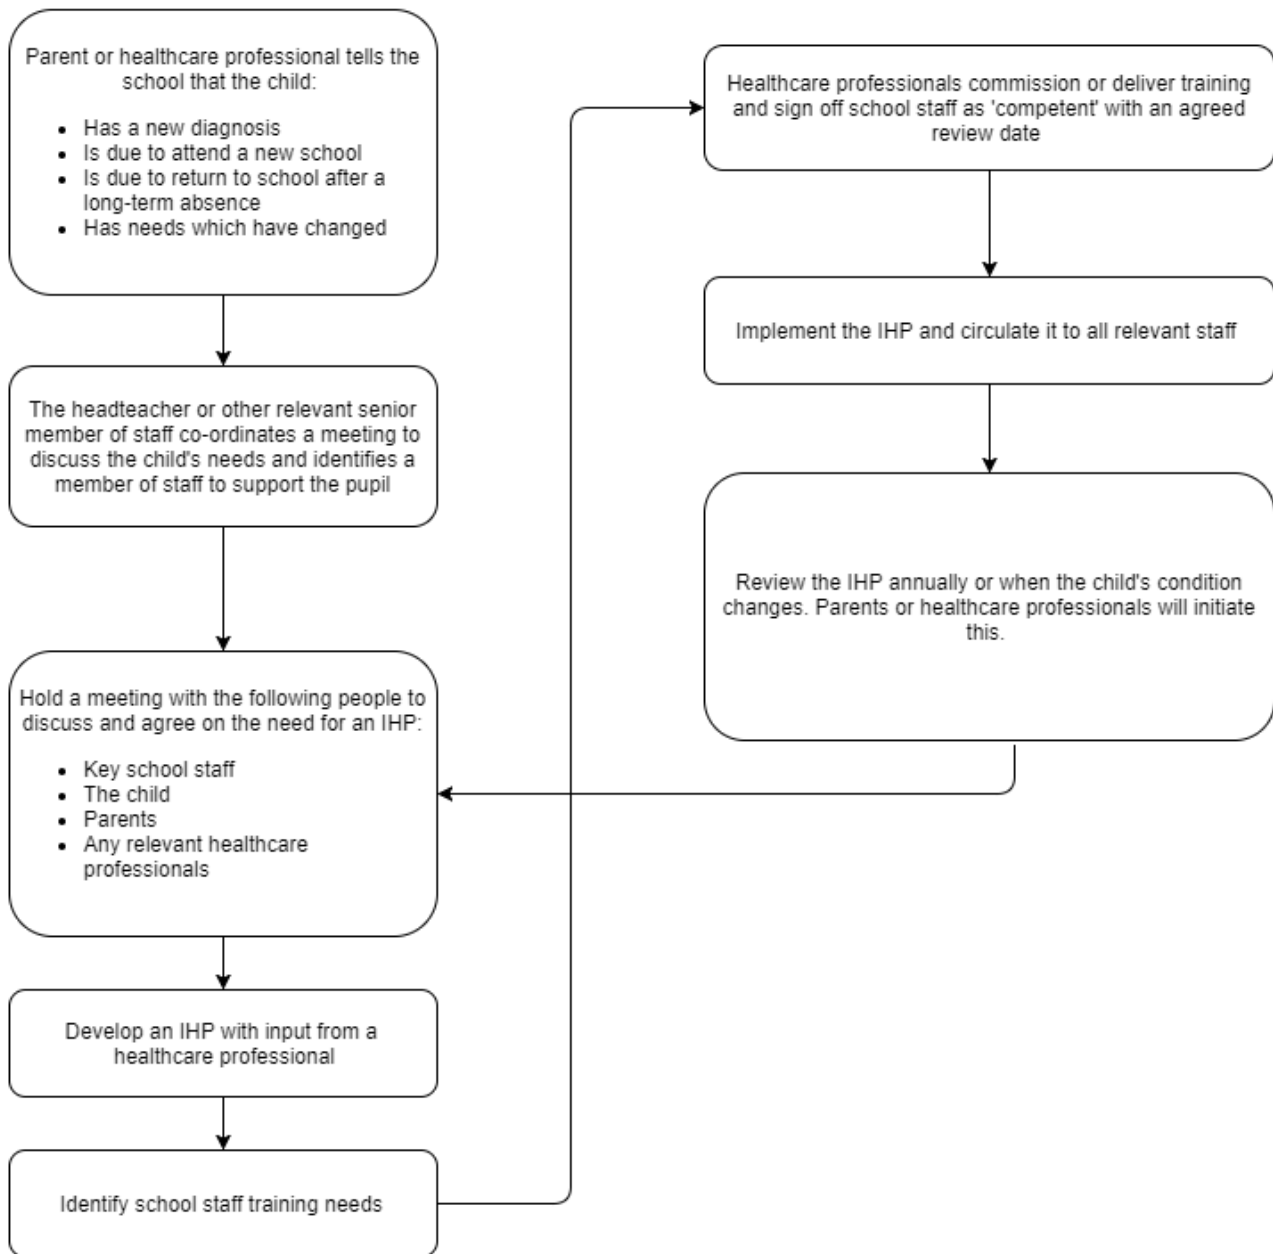 Parent or healthcare professional tells the
school that the child:
• Has a new diagnosis
• Is due to attend a new school
• Is due to return to school after a
long-term absence
• Has needs which have changed
The headteacher or other relevant senior
member of staff co-ordinates a meeting to
discuss the child's needs and identifies a
member of staff to support the pupil
Hold a meeting with the following people to
discuss and agree on the need for an IHP:
• Key school staff
• The child
• Parents
• Any relevant healthcare
professionals
Develop an IHP with input from a
healthcare professional
Identify school staff training needs
Healthcare professionals commission or deliver training
and sign off school staff as 'competent' with an agreed
review date
Implement the IHP and circulate it to all relevant staff
Review the IHP annually or when the child's condition
changes. Parents or healthcare professionals will initiate
this.